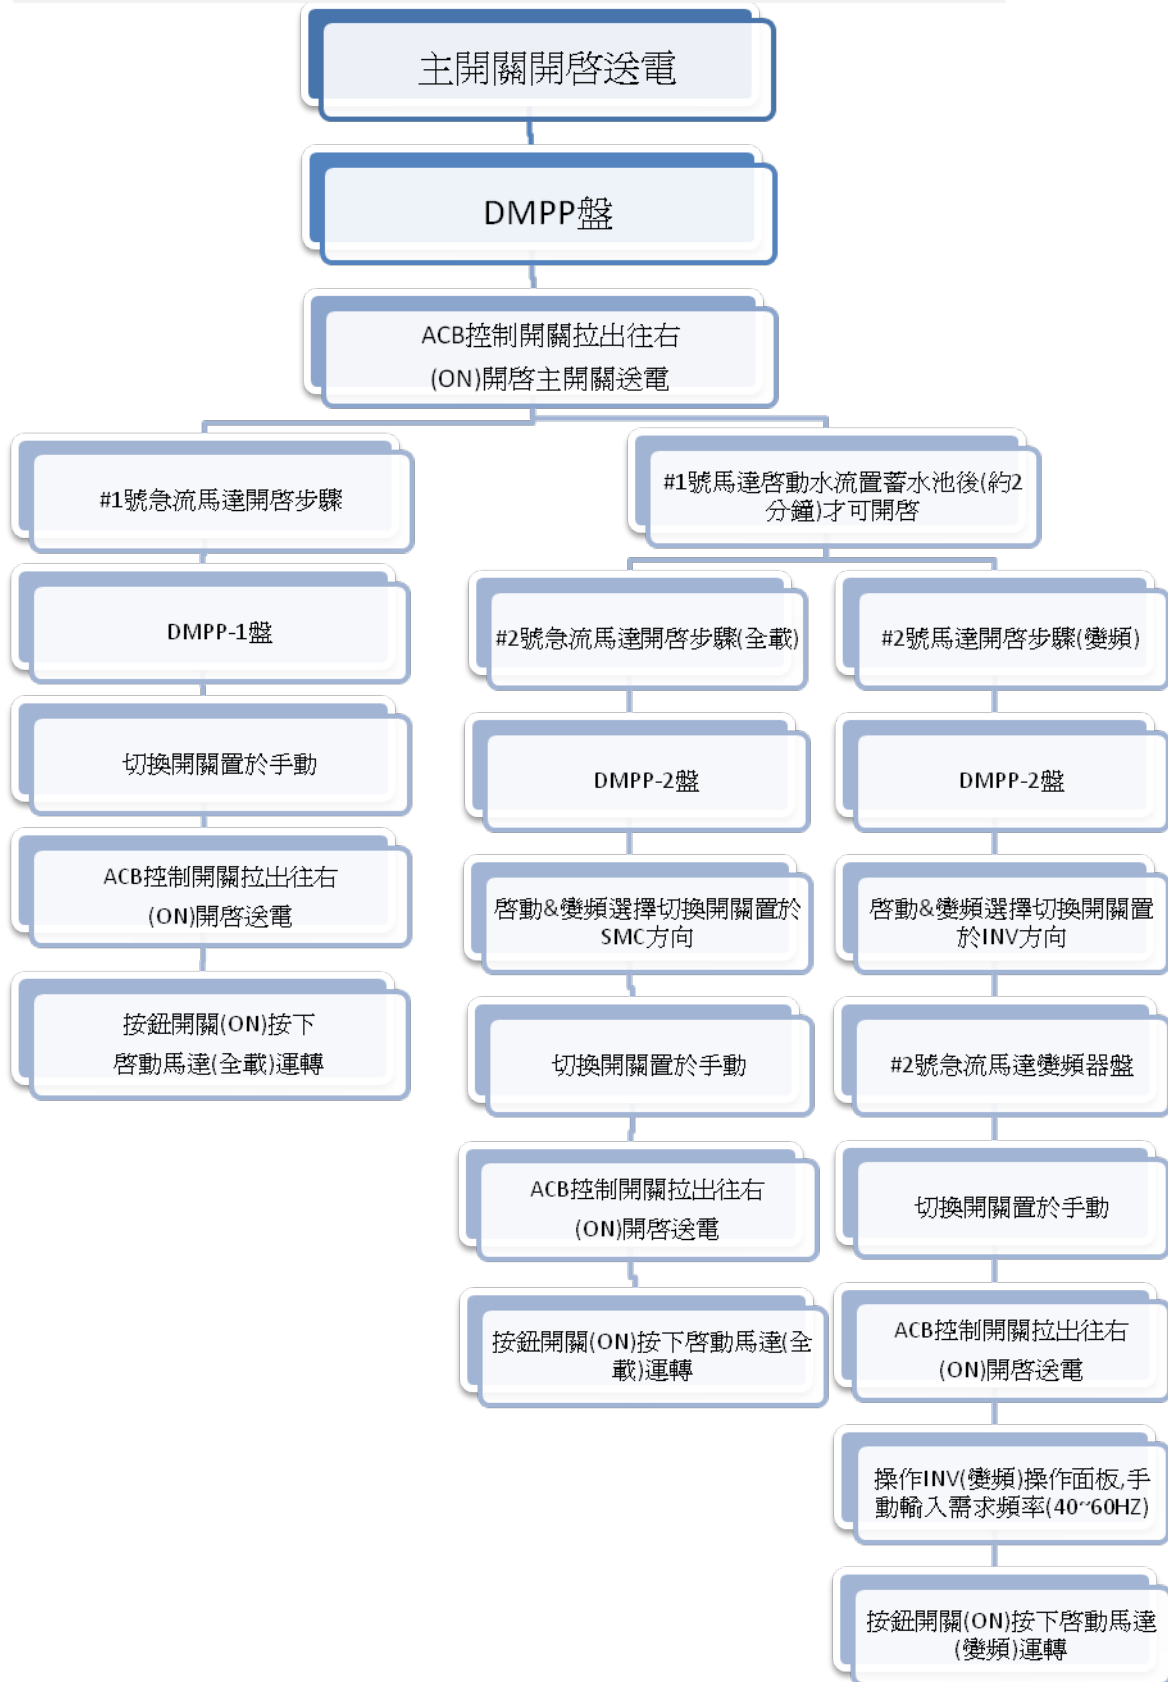 主開關開啓送電
DMPP盤
ACB控制開關拉出往右
(ON)開啓主開關送電
#1號急流馬達開啓步驟
DMPP-1盤
切換開關置於手動
ACB控制開關拉出往右
(ON)開啓送電
按鈕開關(ON)按下
啓動馬達(全載)運轉
#1號馬達啓動水流置蓄水池後(約2
分鐘)才可開啓
#2號急流馬達開啓步驟(全載)
DMPP-2盤
啓動&變頻選擇切換開關置於
SMC方向
切換開關置於手動
ACB控制開關拉出往右
(ON)開啓送電
按鈕開關(ON)按下啓動馬達(全
載)運轉
#2號馬達開啓步驟(變頻)
DMPP-2盤
啓動&變頻選擇切換開關置
於INV方向
#2號急流馬達變頻器盤
切換開關置於手動
ACB控制開關拉出往右
(ON)開啓送電
操作INV(變頻)操作面板,手
動輸入需求頻率(40~60HZ)
按鈕開關(ON)按下啓動馬達
(變頻)運轉